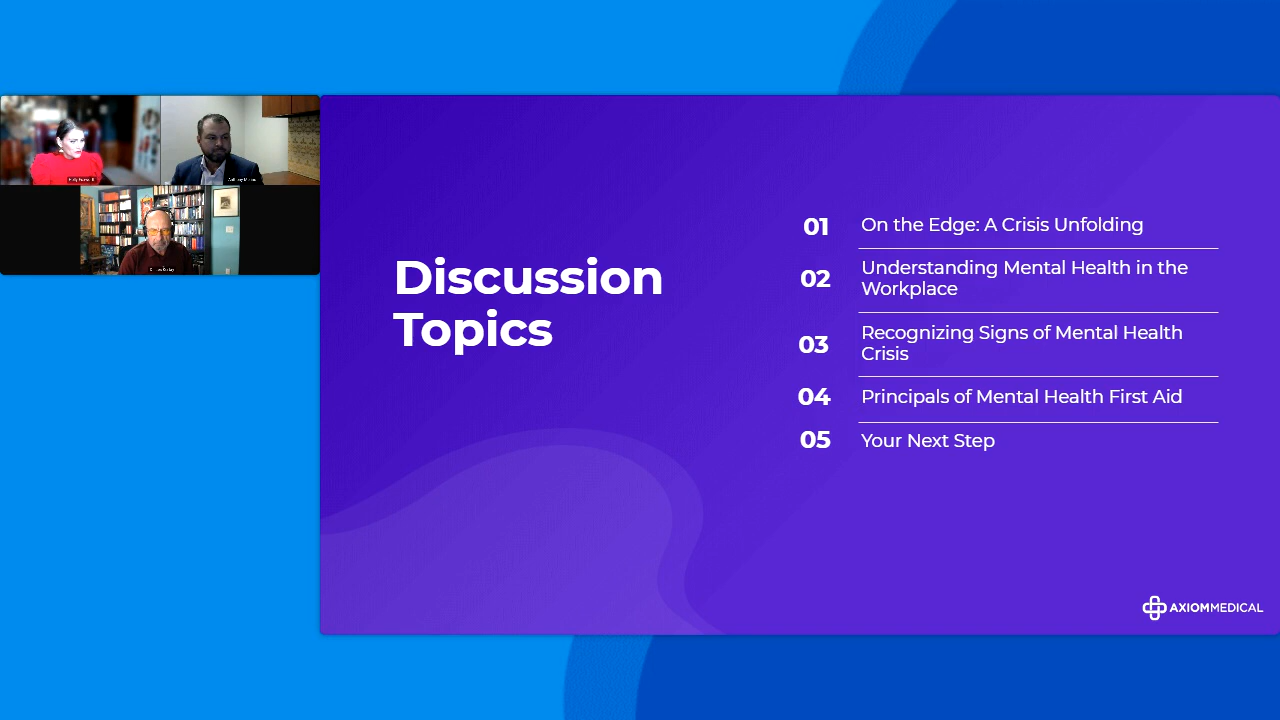 Discussion
Topics
01 On the Edge: A Crisis Unfolding
02 Understanding Mental Health in the
Workplace
03 Recognizing Signs of Mental Health
Crisis
04 Principals of Mental Health First Aid
05 Your Next Step
AXIOMMEDICAL